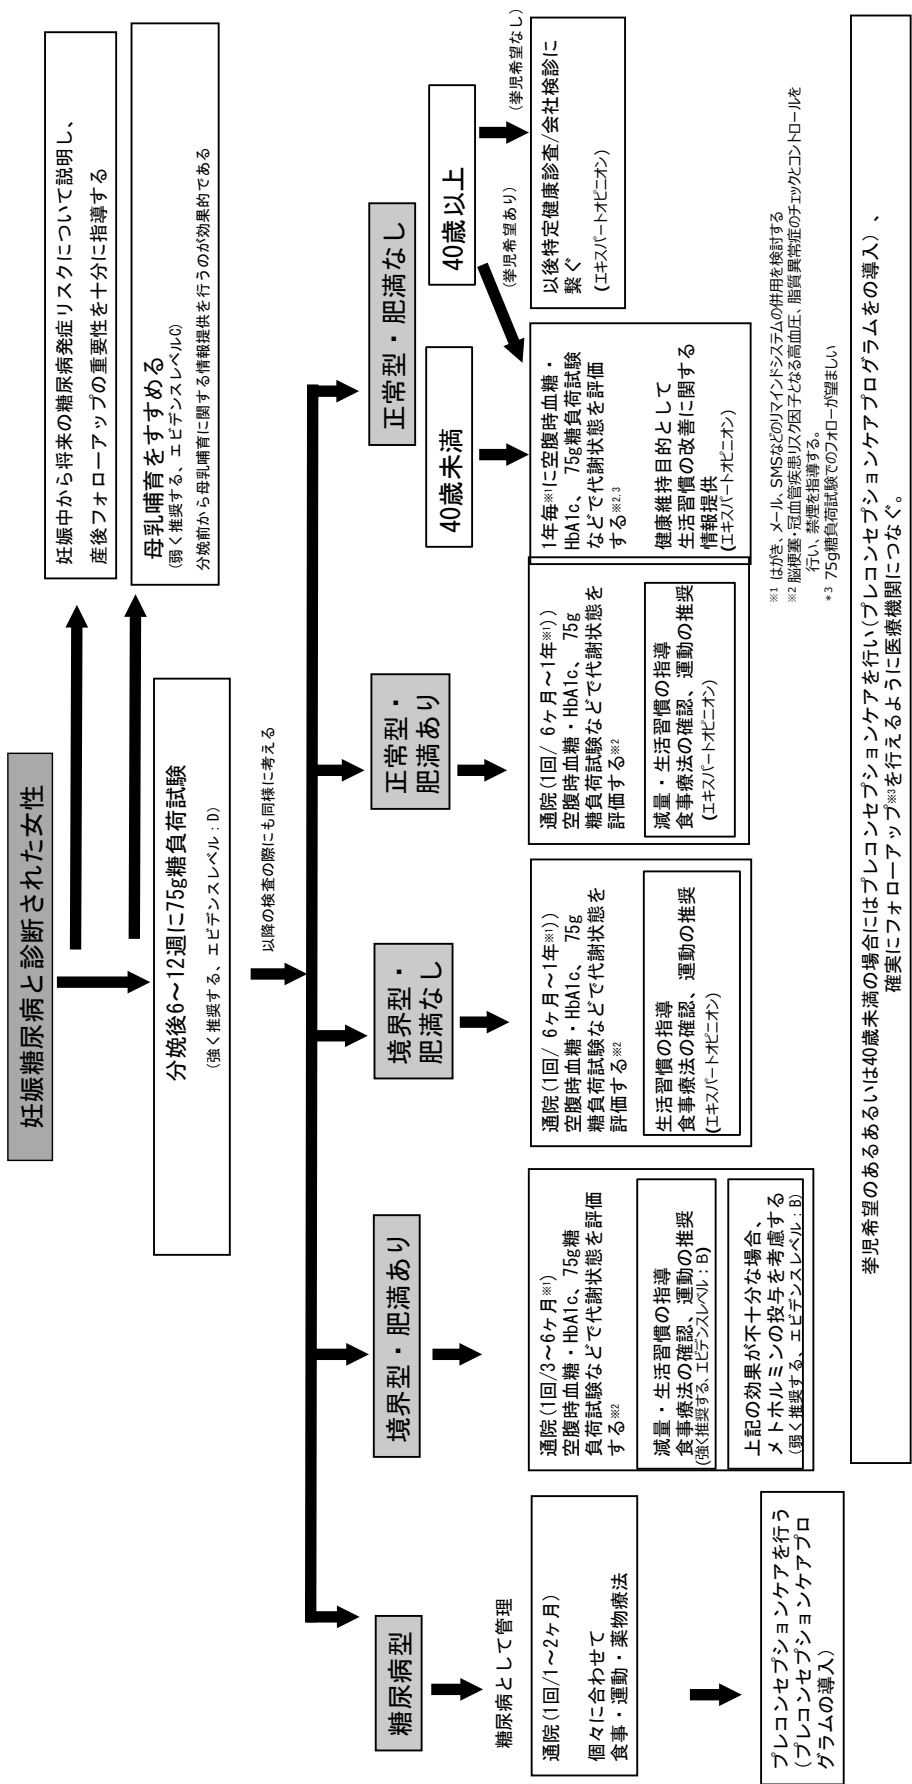 妊娠糖尿病と診断された女性
妊娠中から将来の糖尿病発症リスクについて説明し、
産後フォローアップの重要性を十分に指導する
母乳哺育をすすめる
(弱く推奨する、エビデンスレベルC)
分娩前から母乳哺育に関する情報提供を行うのが効果的である
分娩後6～12週に75g糖負荷試験
(強く推奨する、エビデンスレベル：D)
以降の検査の際にも同様に考える
糖尿病型
糖尿病として管理
通院(1回/1～2ヶ月)
個々に合わせて
食事・運動・薬物療法
プレコンセプションケアを行う
(プレコンセプションケアプロ
グラムの導入)
境界型・肥満あり
通院(1回/3～6ヶ月※1)
空腹時血糖・HbA1c、75g糖
負荷試験などで代謝状態を評価
する※2
減量・生活習慣の指導
食事療法の確認、運動の推奨
(強く推奨する、エビデンスレベル：B)
上記の効果が不十分な場合、
メトホルミンの投与を考慮する
(弱く推奨する、エビデンスレベル：B)
境界型・
肥満なし
通院(1回/ 6ヶ月～1年※1))
空腹時血糖・HbA1c、75g
糖負荷試験などで代謝状態を
評価する※2
生活習慣の指導
食事療法の確認、運動の推奨
(エキスパートオピニオン)
正常型・
肥満あり
通院(1回/ 6ヶ月～1年※1))
空腹時血糖・HbA1c、75g
糖負荷試験などで代謝状態を
評価する※2
減量・生活習慣の指導
食事療法の確認、運動の推奨
(エキスパートオピニオン)
正常型・肥満なし
40歳未満
40歳以上
(挙児希望あり)
(挙児希望なし)
1年毎※1に空腹時血糖・
HbA1c、75g糖負荷試験
などで代謝状態を評価
する※2,3
健康維持目的として
生活習慣の改善に関する
情報提供
(エキスパートオピニオン)
以後特定健康診査/会社検診に
繋ぐ
(エキスパートオピニオン)
※1 はがき、メール、SMSなどのリマインドシステムの併用を検討する
※2 脳梗塞・冠血管疾患リスク因子となる高血圧、脂質異常症のチェックとコントロールを
行い、禁煙を指導する。
*3 75g糖負荷試験でのフォローが望ましい
挙児希望のあるあるいは40歳未満の場合にはプレコンセプションケアを行い(プレコンセプションケアプログラムをの導入)、
確実にフォローアップ※3を行えるように医療機関につなぐ。